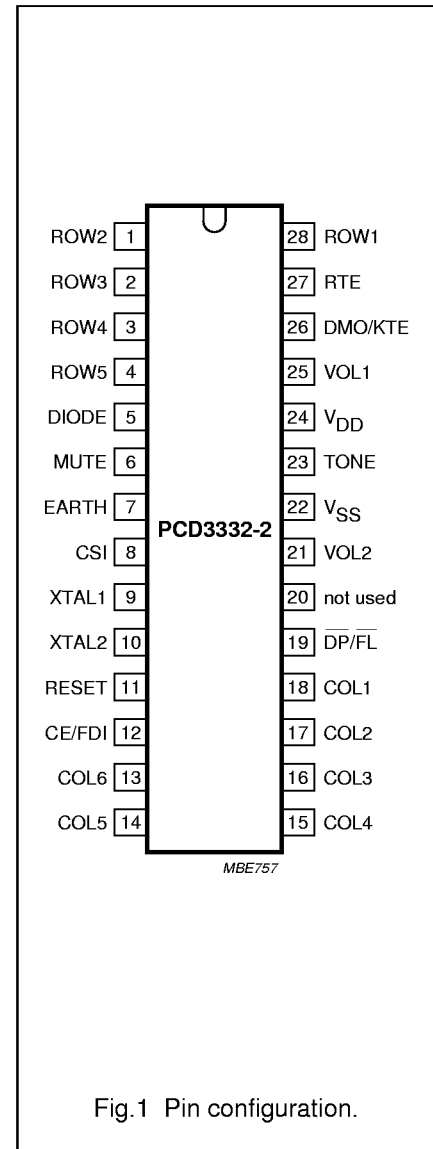 ROW2 1 28 ROW1
ROW3 2 27 RTE
ROW4 3 26 DMO/KTE
ROW5 4 25 VOL1
DIODE 5 24 VDD
MUTE 6 23 TONE
EARTH 7 22 VSS
PCD3332-2
CSI 8 21 VOL2
XTAL1 9 20 not used
XTAL2 10 19 D̅P̅/F̅L̅
RESET 11 18 COL1
CE/FDI 12 17 COL2
COL6 13 16 COL3
COL5 14 15 COL4
MBE757
Fig.1 Pin configuration.